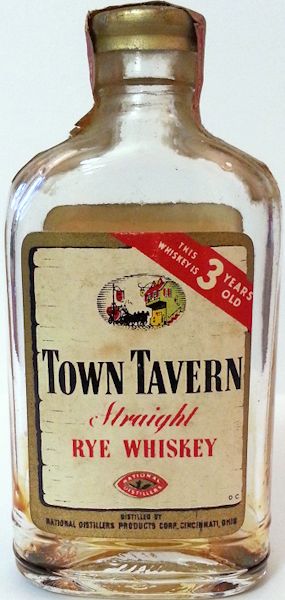 THIS
WHISKEY IS
3 YEARS
OLD
TOWN TAVERN
Straight
RYE WHISKEY
NATIONAL
DISTILLERS
O C
DISTILLED BY
NATIONAL DISTILLERS PRODUCTS CORP. CINCINNATI, OHIO